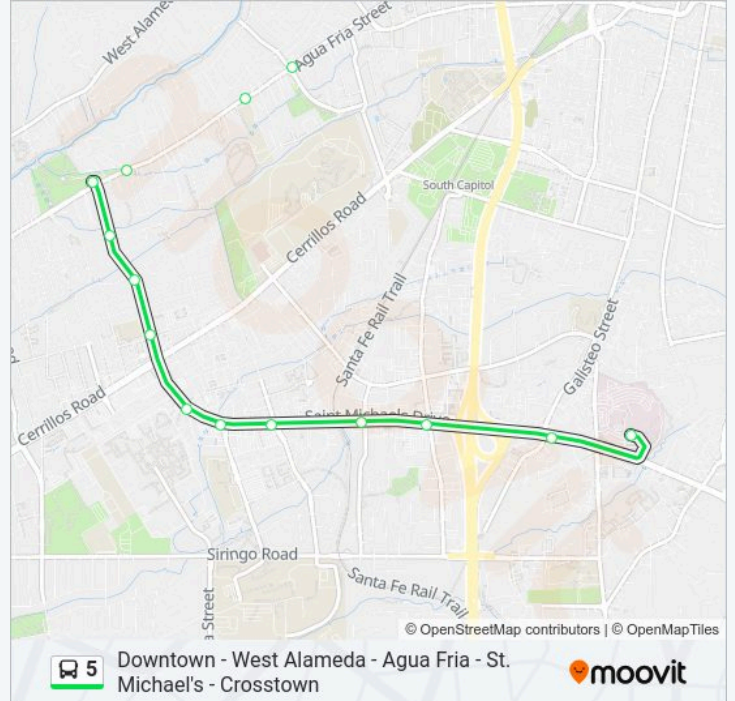 West Alame
Agua Fria Street
South Capitol
Cerrillos Road
Santa Fe Rail Trail
Galisteo Street
Cerrillos Road
Saint Michaels Drive
Siringo Road
Santa Fe Rail Trail
a Street
© OpenStreetMap contributors | © OpenMapTiles
5
Downtown - West Alameda - Agua Fria - St.
Michael's - Crosstown
moovit